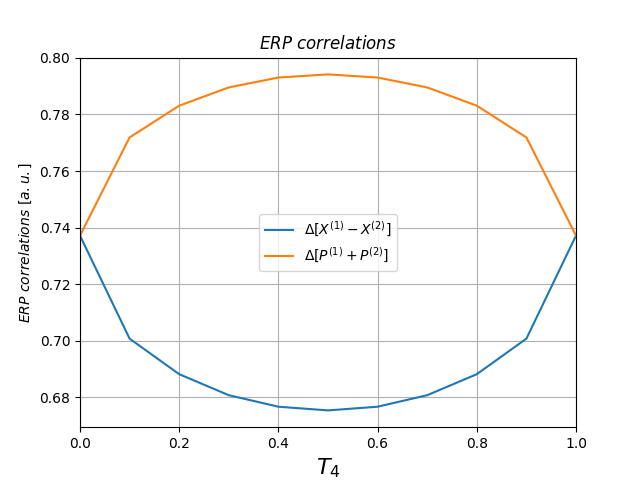 ERP correlations
ERP correlations [a. u.]
0.80
0.78
0.76
0.74
0.72
0.70
0.68
Δ[X⁽¹⁾ − X⁽²⁾]
Δ[P⁽¹⁾ + P⁽²⁾]
0.0 0.2 0.4 0.6 0.8 1.0
T₄